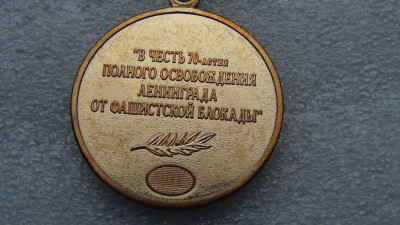 "В ЧЕСТЬ 70-летия
ПОЛНОГО ОСВОБОЖДЕНИЯ
ЛЕНИНГРАДА
ОТ ФАШИСТСКОЙ БЛОКАДЫ"